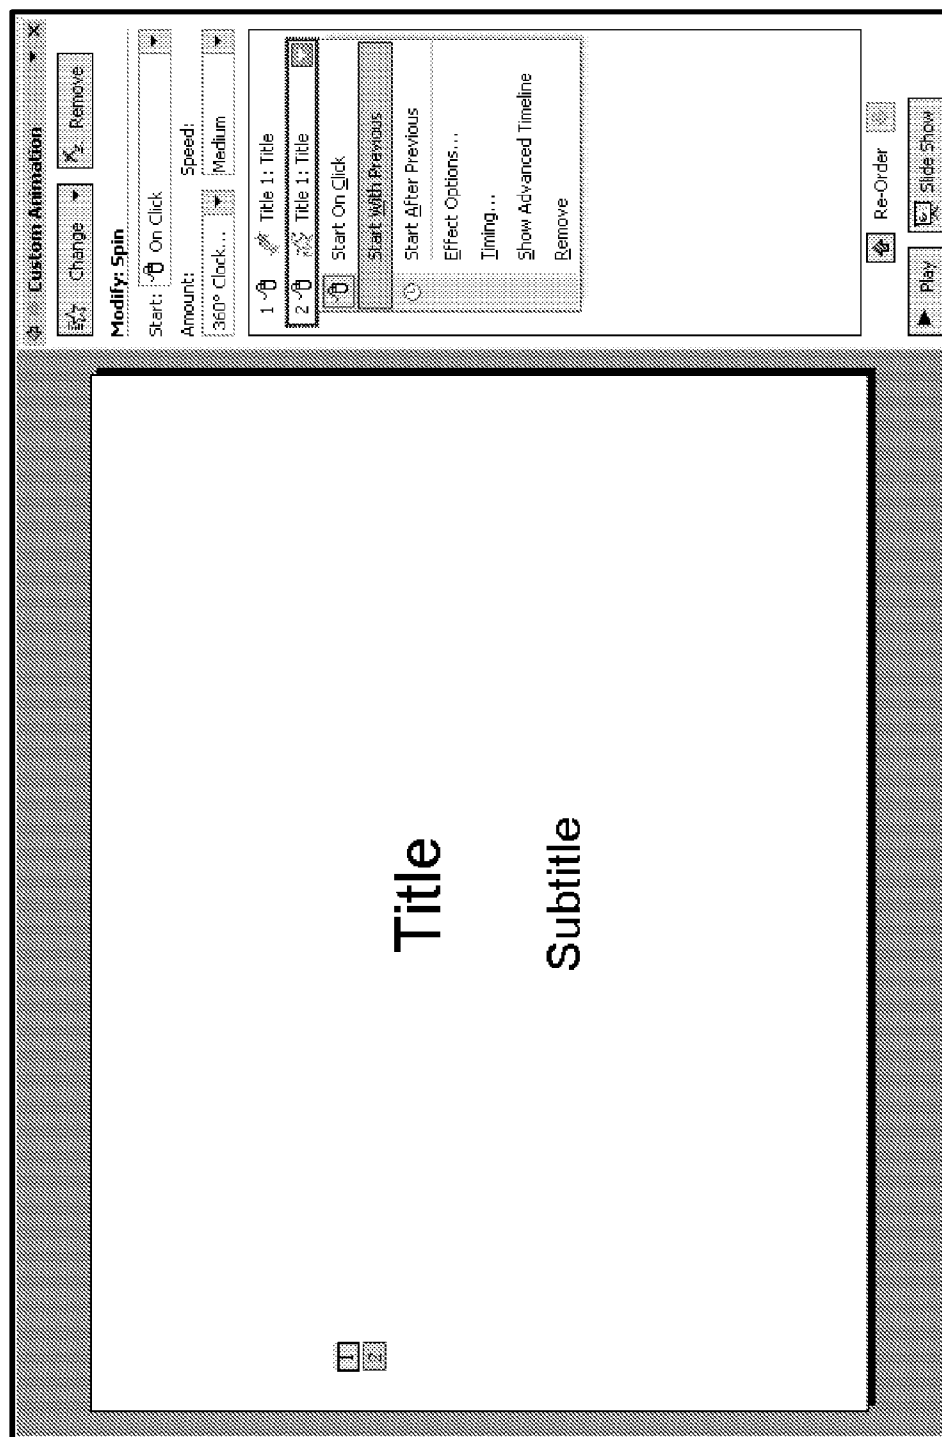 Custom Animation
Change
Remove
Modify: Spin
Start: On Click
Amount: Speed:
360° Clock... Medium
1 Title 1: Title
2 Title 1: Title
Start On Click
Start with Previous
Start After Previous
Effect Options...
Timing...
Show Advanced Timeline
Remove
Re-Order
Play
Slide Show
1
2
Title
Subtitle